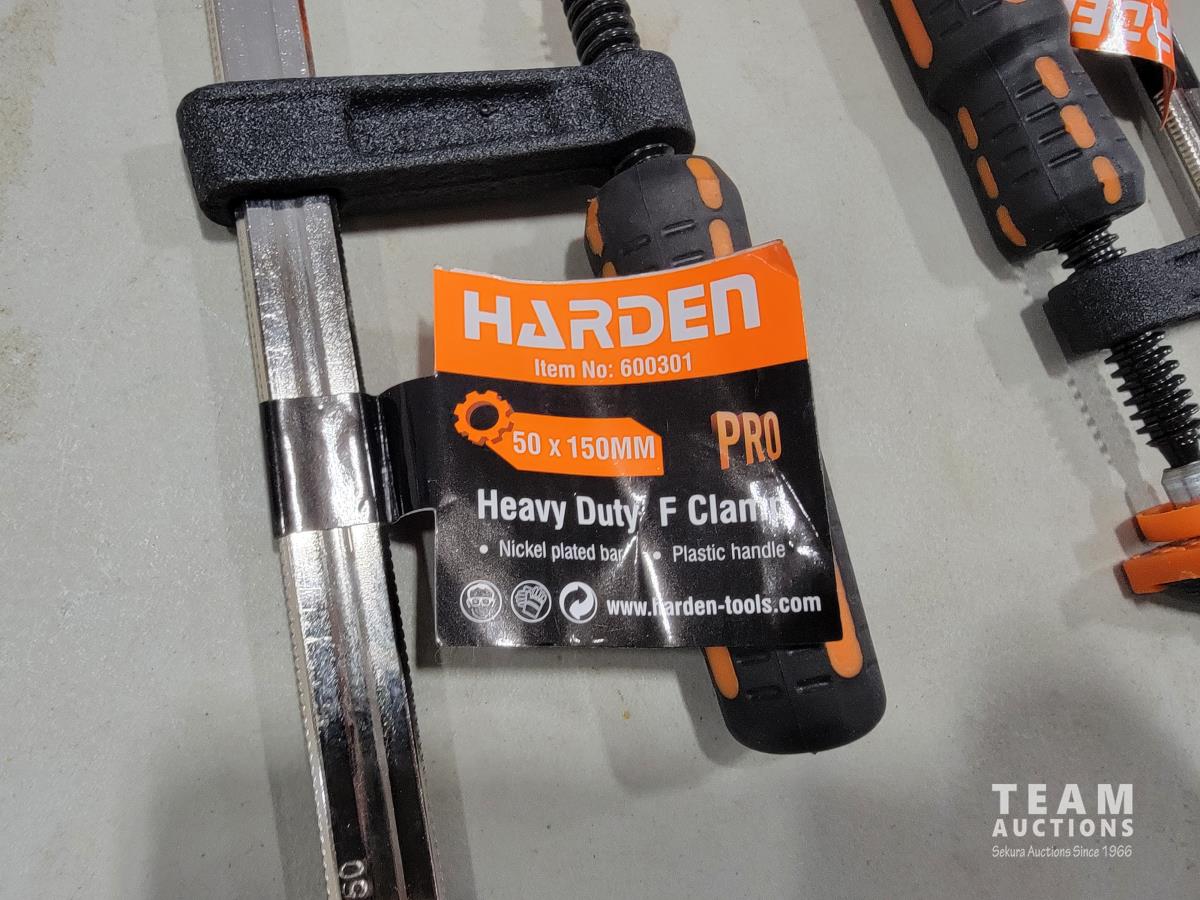 HARDEN
Item No: 600301
50 x 150MM
PRO
Heavy Duty F Clamp
• Nickel plated bar • Plastic handle
www.harden-tools.com
TEAM
AUCTIONS
Sekura Auctions Since 1966